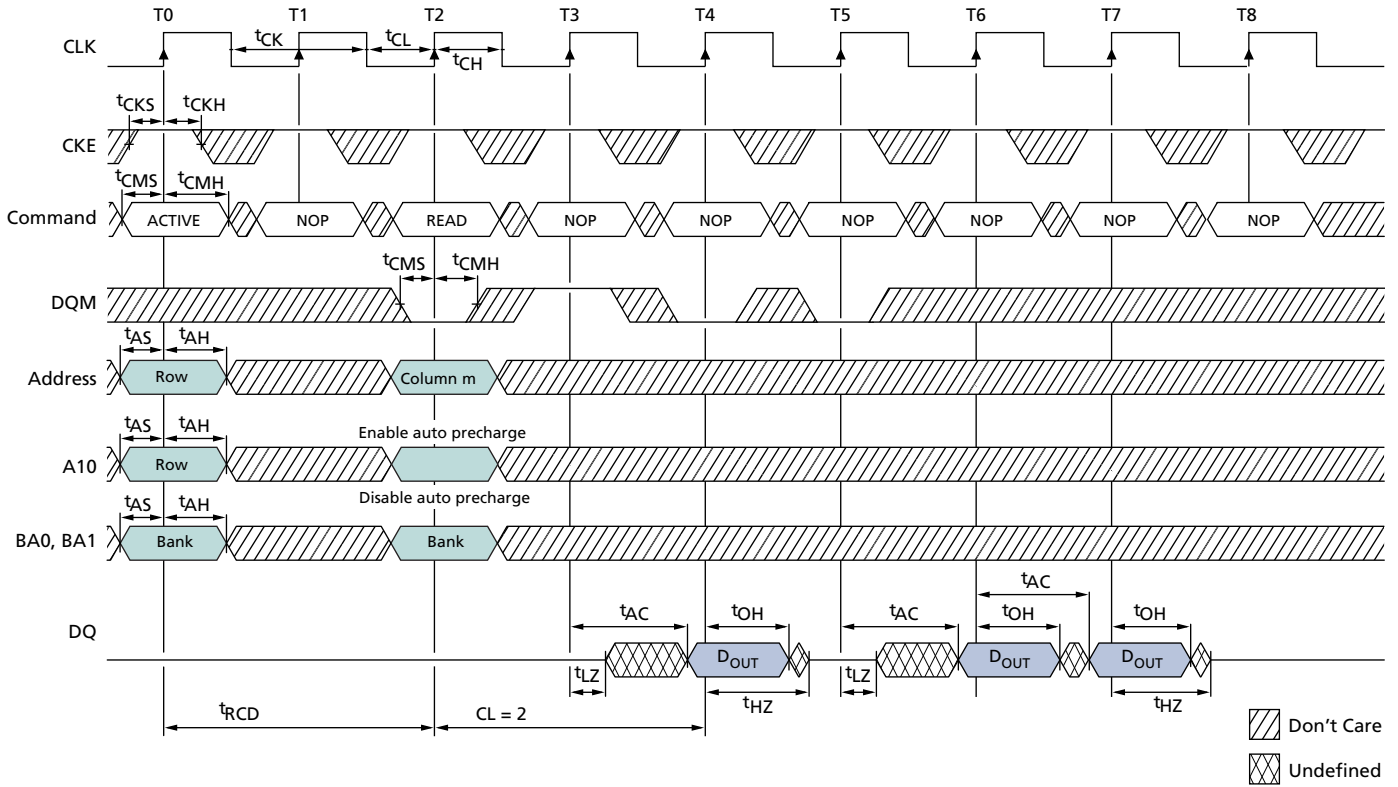 T0 T1 T2 T3 T4 T5 T6 T7 T8
CLK
tCK tCL
tCH
tCKS tCKH
CKE
tCMS tCMH
Command ACTIVE NOP READ NOP NOP NOP NOP NOP NOP
tCMS tCMH
DQM
tAS tAH
Address Row Column m
tAS tAH Enable auto precharge
A10 Row
tAS tAH Disable auto precharge
BA0, BA1 Bank Bank
tAC
tAC tOH tAC tOH tOH
DQ
DOUT DOUT DOUT
tLZ tLZ
tHZ tHZ
tRCD CL = 2
Don't Care
Undefined